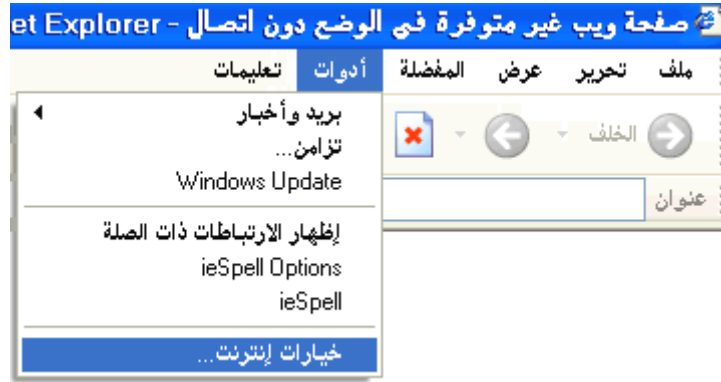 صفحة ويب غير متوفرة في الوضع دون اتصال - et Explorer
ملف تحرير عرض المفضلة أدوات تعليمات
الخلف
عنوان
بريد وأخبار
تزامن...
Windows Update
إظهار الارتباطات ذات الصلة
ieSpell Options
ieSpell
خيارات إنترنت...